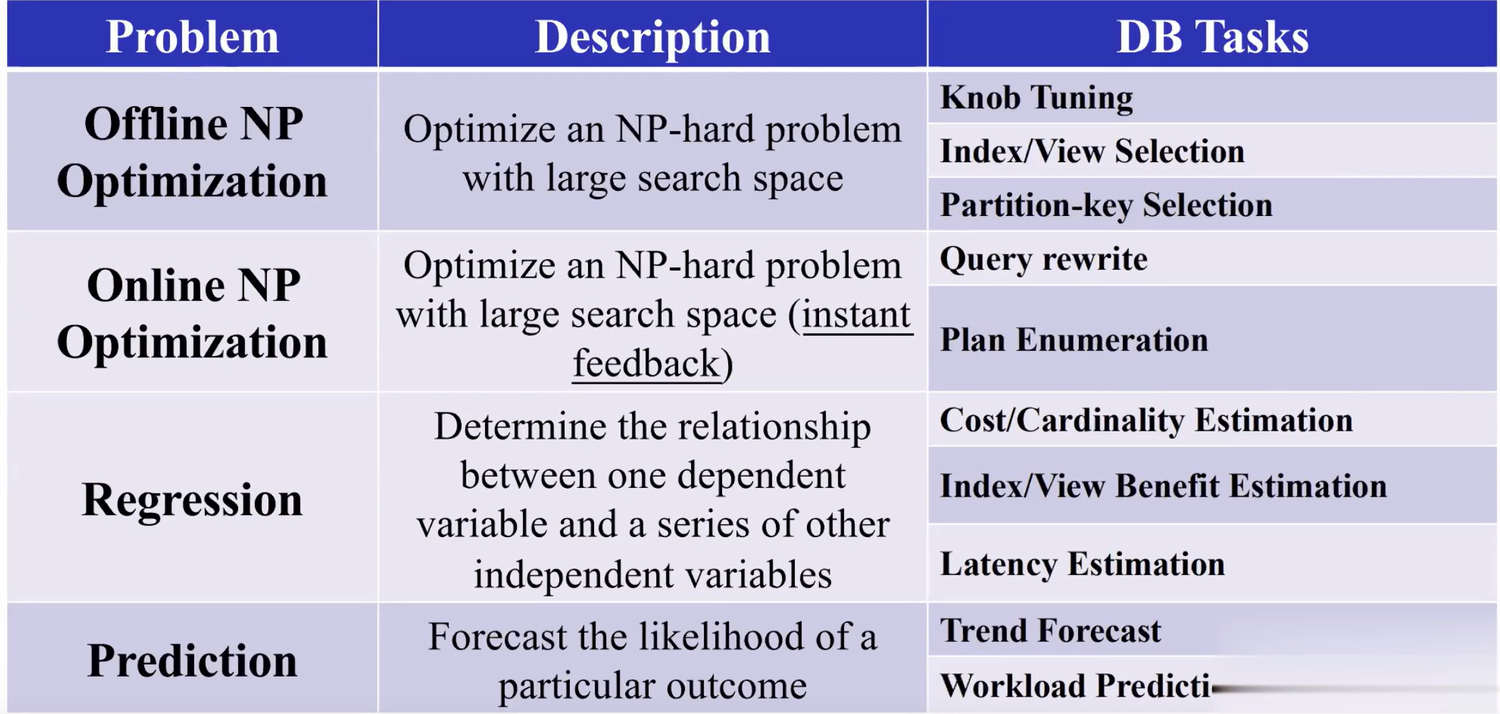 Problem
Description
DB Tasks
Offline NP
Optimization
Optimize an NP-hard problem
with large search space
Knob Tuning
Index/View Selection
Partition-key Selection
Online NP
Optimization
Optimize an NP-hard problem
with large search space (instant
feedback)
Query rewrite
Plan Enumeration
Regression
Determine the relationship
between one dependent
variable and a series of other
independent variables
Cost/Cardinality Estimation
Index/View Benefit Estimation
Latency Estimation
Prediction
Forecast the likelihood of a
particular outcome
Trend Forecast
Workload Predicti